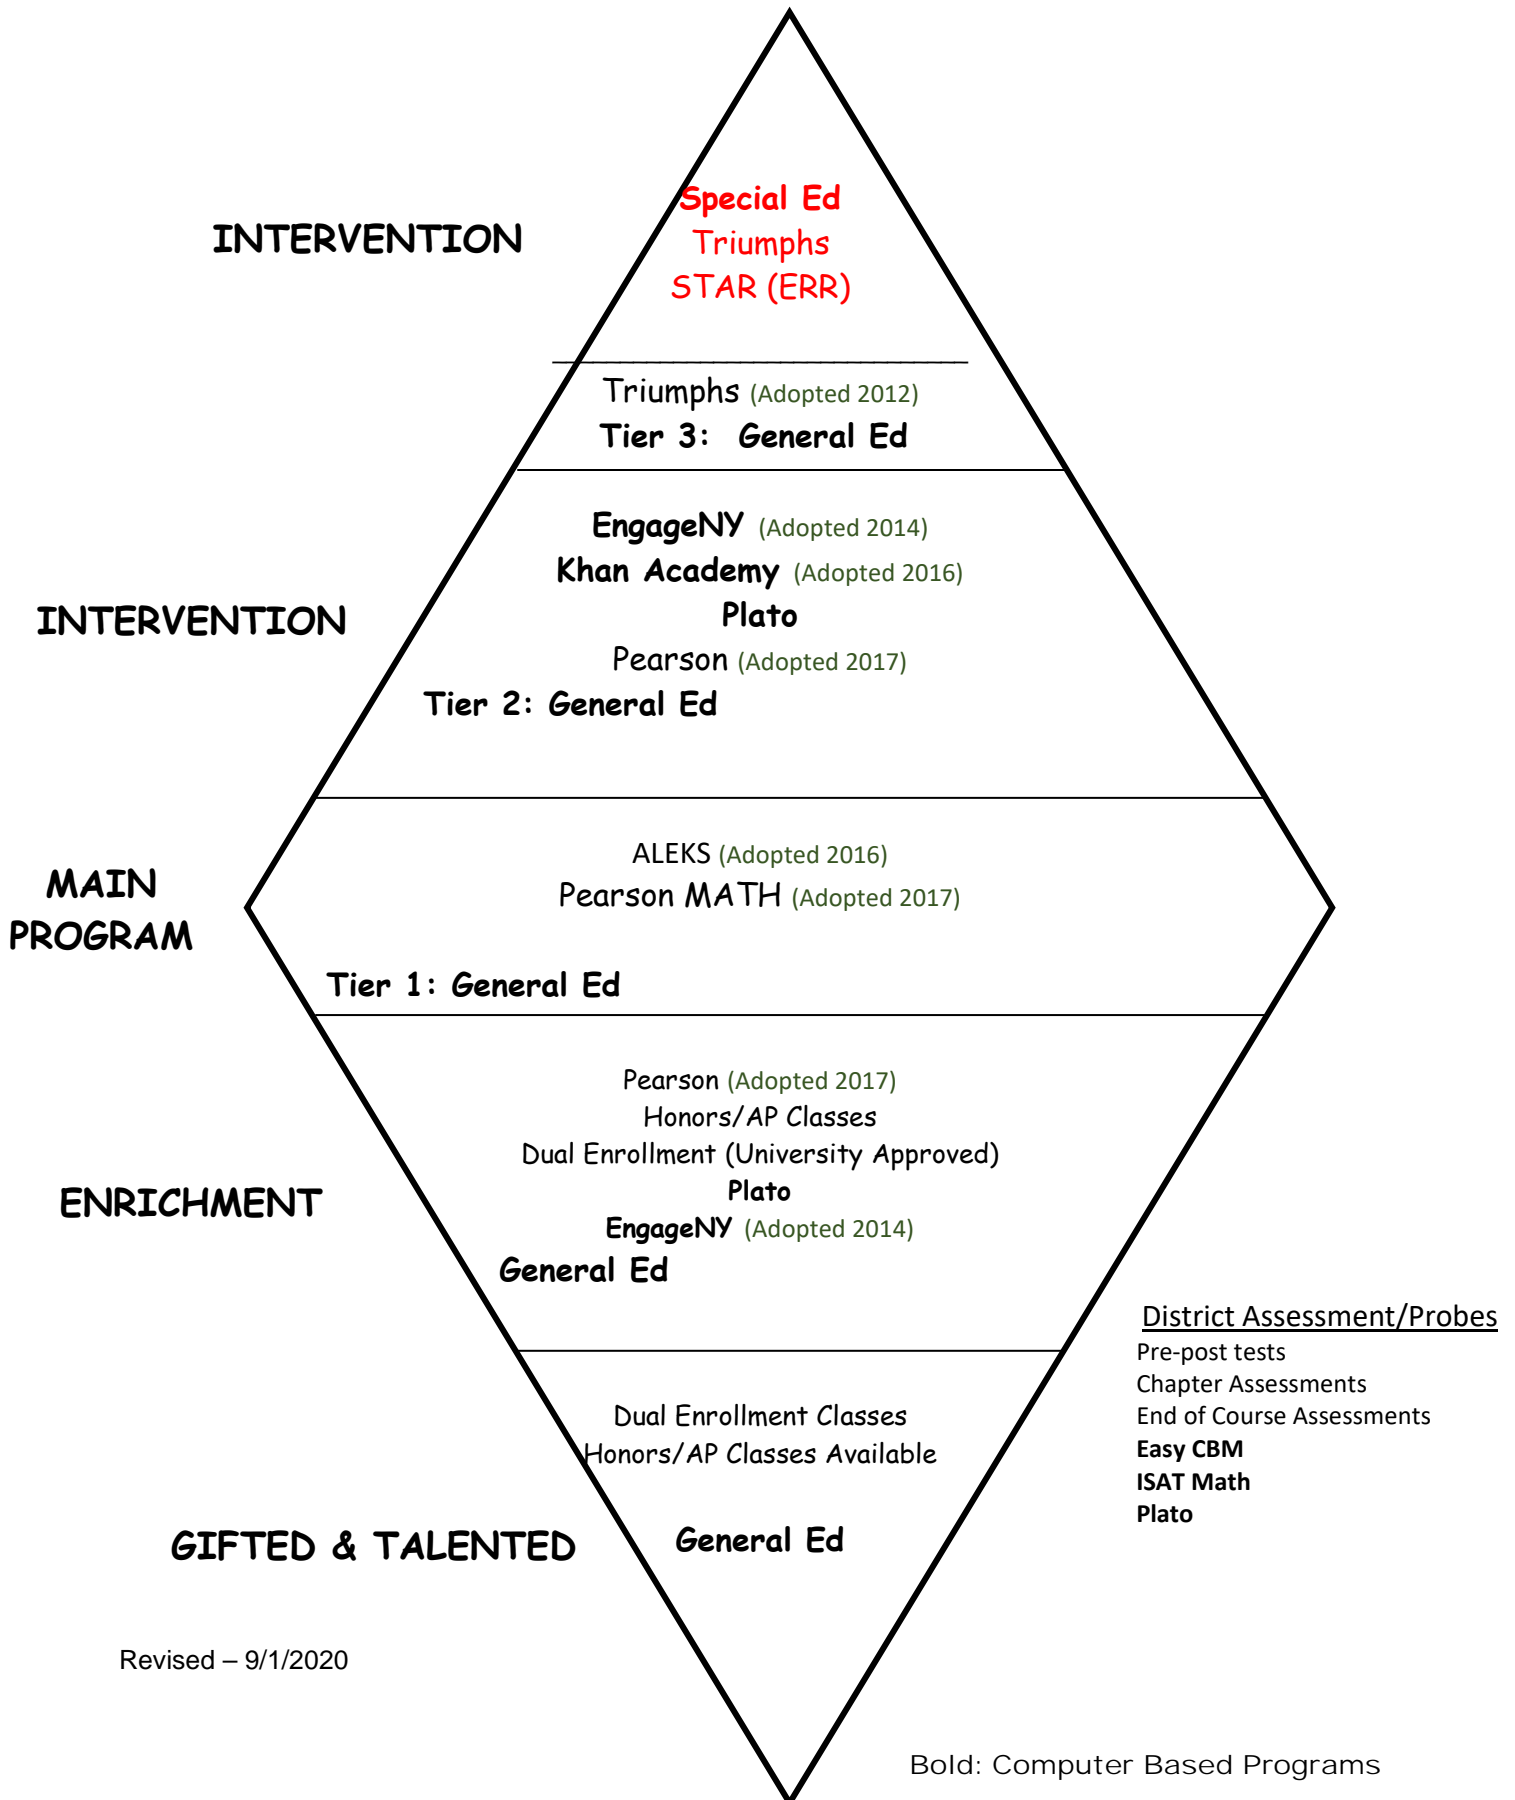 Special Ed
INTERVENTION
Triumphs
STAR (ERR)
Triumphs (Adopted 2012)
Tier 3:  General Ed
EngageNY (Adopted 2014)
Khan Academy (Adopted 2016)
INTERVENTION
Plato
Pearson (Adopted 2017)
Tier 2: General Ed
MAIN
PROGRAM
ALEKS (Adopted 2016)
Pearson MATH (Adopted 2017)
Tier 1: General Ed
Pearson (Adopted 2017)
Honors/AP Classes
Dual Enrollment (University Approved)
ENRICHMENT
Plato
EngageNY (Adopted 2014)
General Ed
District Assessment/Probes
Pre-post tests
Chapter Assessments
End of Course Assessments
Easy CBM
ISAT Math
Plato
Dual Enrollment Classes
Honors/AP Classes Available
GIFTED & TALENTED
General Ed
Revised – 9/1/2020
Bold: Computer Based Programs